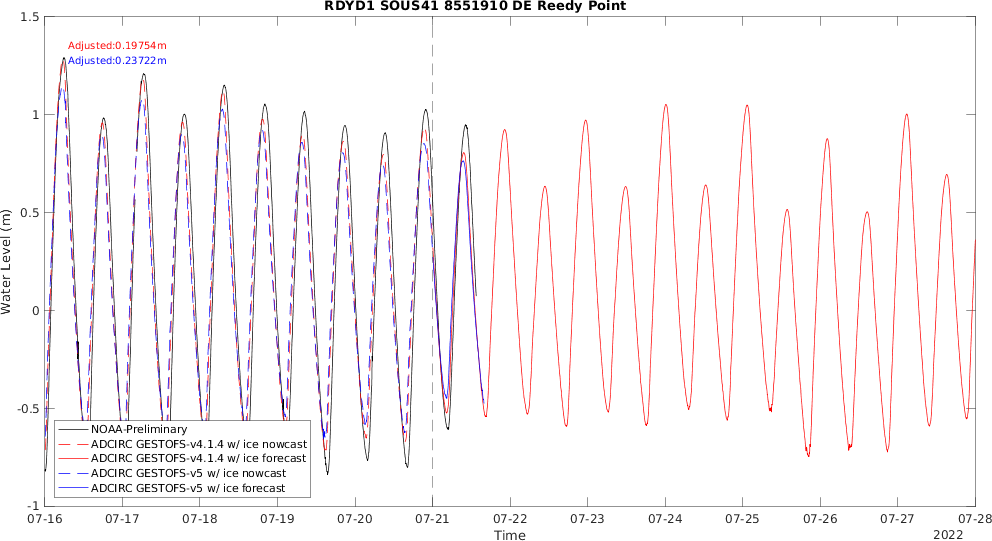 RDYD1 SOUS41 8551910 DE Reedy Point
Adjusted:0.19754m
Adjusted:0.23722m
Water Level (m)
1.5
1
0.5
0
-0.5
-1
NOAA-Preliminary
ADCIRC GESTOFS-v4.1.4 w/ ice nowcast
ADCIRC GESTOFS-v4.1.4 w/ ice forecast
ADCIRC GESTOFS-v5 w/ ice nowcast
ADCIRC GESTOFS-v5 w/ ice forecast
07-16 07-17 07-18 07-19 07-20 07-21 07-22 07-23 07-24 07-25 07-26 07-27 07-28
Time
2022